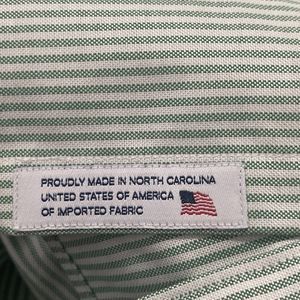 PROUDLY MADE IN NORTH CAROLINA
UNITED STATES OF AMERICA
OF IMPORTED FABRIC